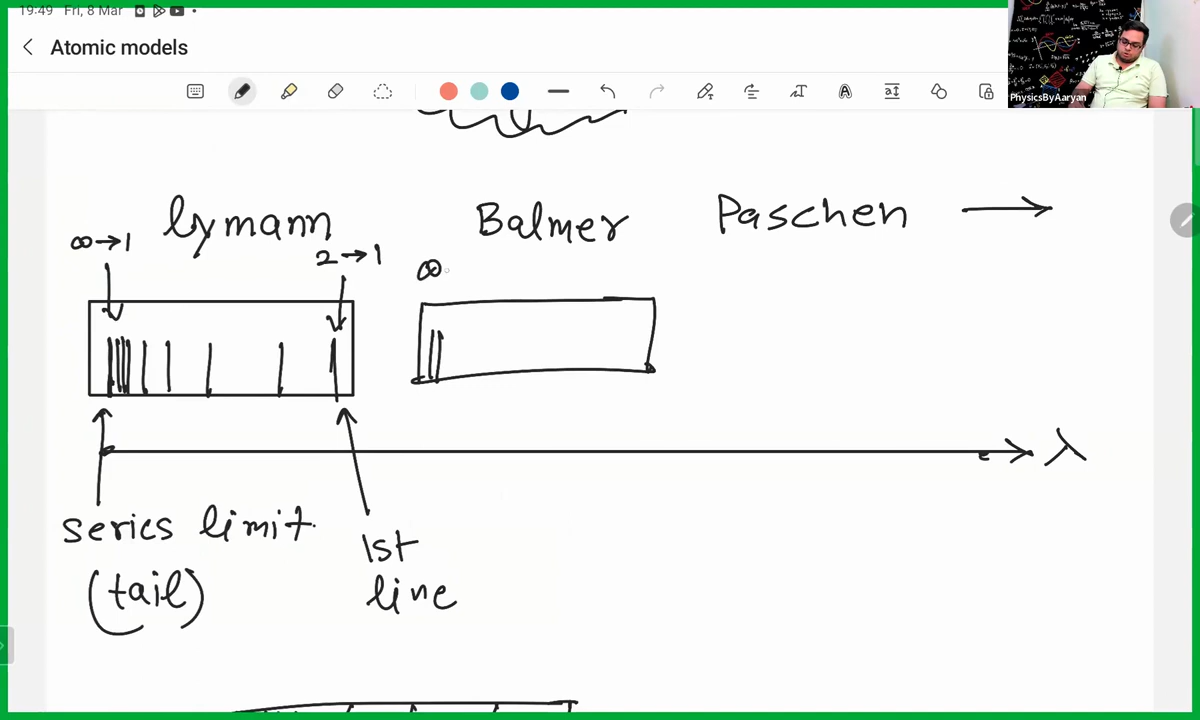 19:49 Fri, 8 Mar
Atomic models
PhysicsByAaryan
lymann Balmer Paschen →
∞→1 2→1 ∞
λ
series limit.
(tail)
1st
line